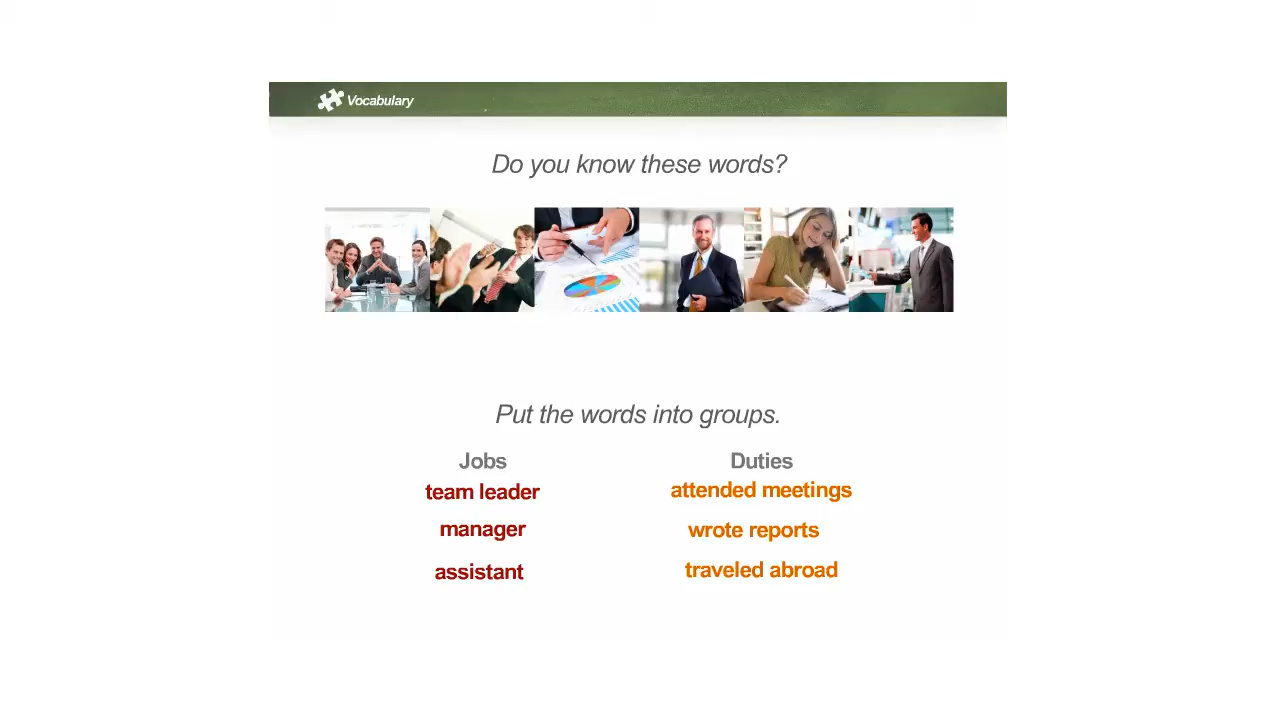 Vocabulary
Do you know these words?
Put the words into groups.
Jobs
Duties
team leader
attended meetings
manager
wrote reports
assistant
traveled abroad